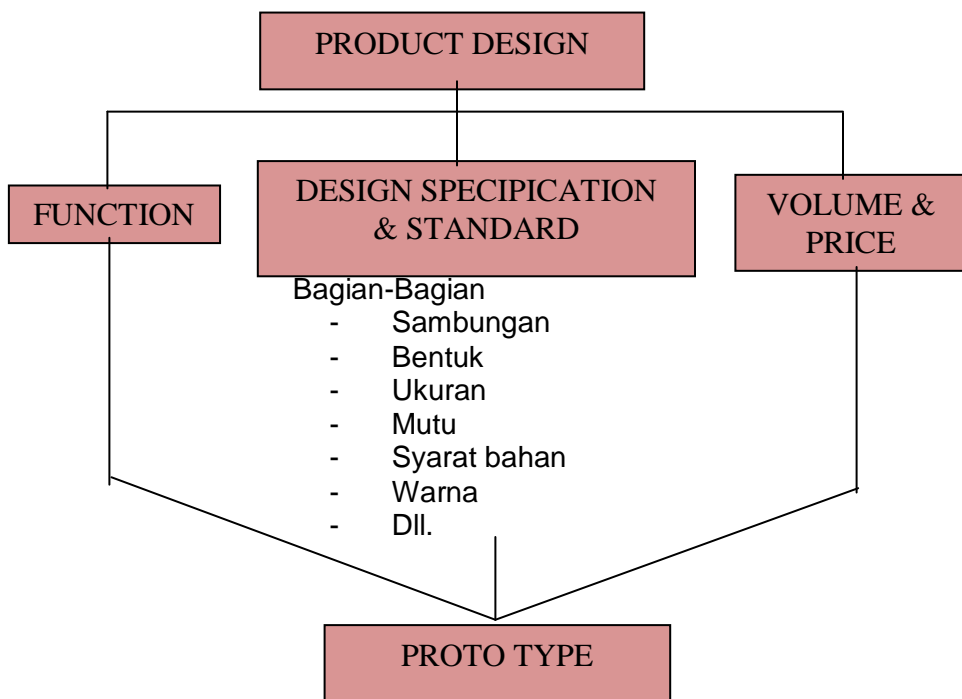 PRODUCT DESIGN
FUNCTION
DESIGN SPECIPICATION
& STANDARD
VOLUME &
PRICE
Bagian-Bagian
- Sambungan
- Bentuk
- Ukuran
- Mutu
- Syarat bahan
- Warna
- Dll.
PROTO TYPE